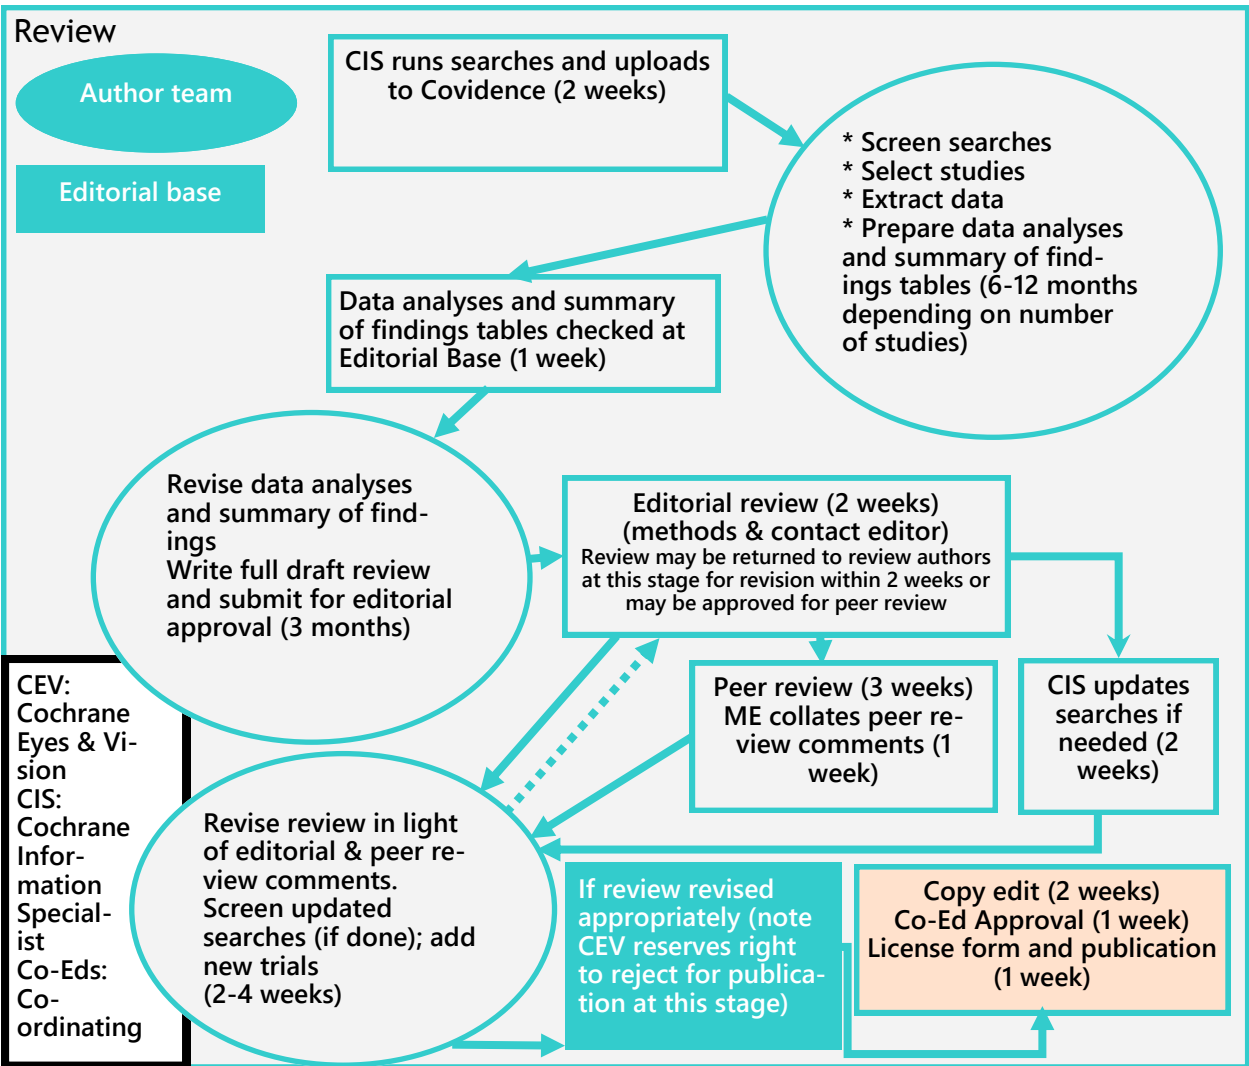 Review
Author team
Editorial base
CIS runs searches and uploads
to Covidence (2 weeks)
* Screen searches
* Select studies
* Extract data
* Prepare data analyses
and summary of find-
ings tables (6-12 months
depending on number
of studies)
Data analyses and summary
of findings tables checked at
Editorial Base (1 week)
Revise data analyses
and summary of find-
ings
Write full draft review
and submit for editorial
approval (3 months)
Editorial review (2 weeks)
(methods & contact editor)
Review may be returned to review authors
at this stage for revision within 2 weeks or
may be approved for peer review
Peer review (3 weeks)
ME collates peer re-
view comments (1
week)
CIS updates
searches if
needed (2
weeks)
CEV:
Cochrane
Eyes & Vi-
sion
CIS:
Cochrane
Infor-
mation
Special-
ist
Co-Eds:
Co-
ordinating
Revise review in light
of editorial & peer re-
view comments.
Screen updated
searches (if done); add
new trials
(2-4 weeks)
If review revised
appropriately (note
CEV reserves right
to reject for publica-
tion at this stage)
Copy edit (2 weeks)
Co-Ed Approval (1 week)
License form and publication
(1 week)